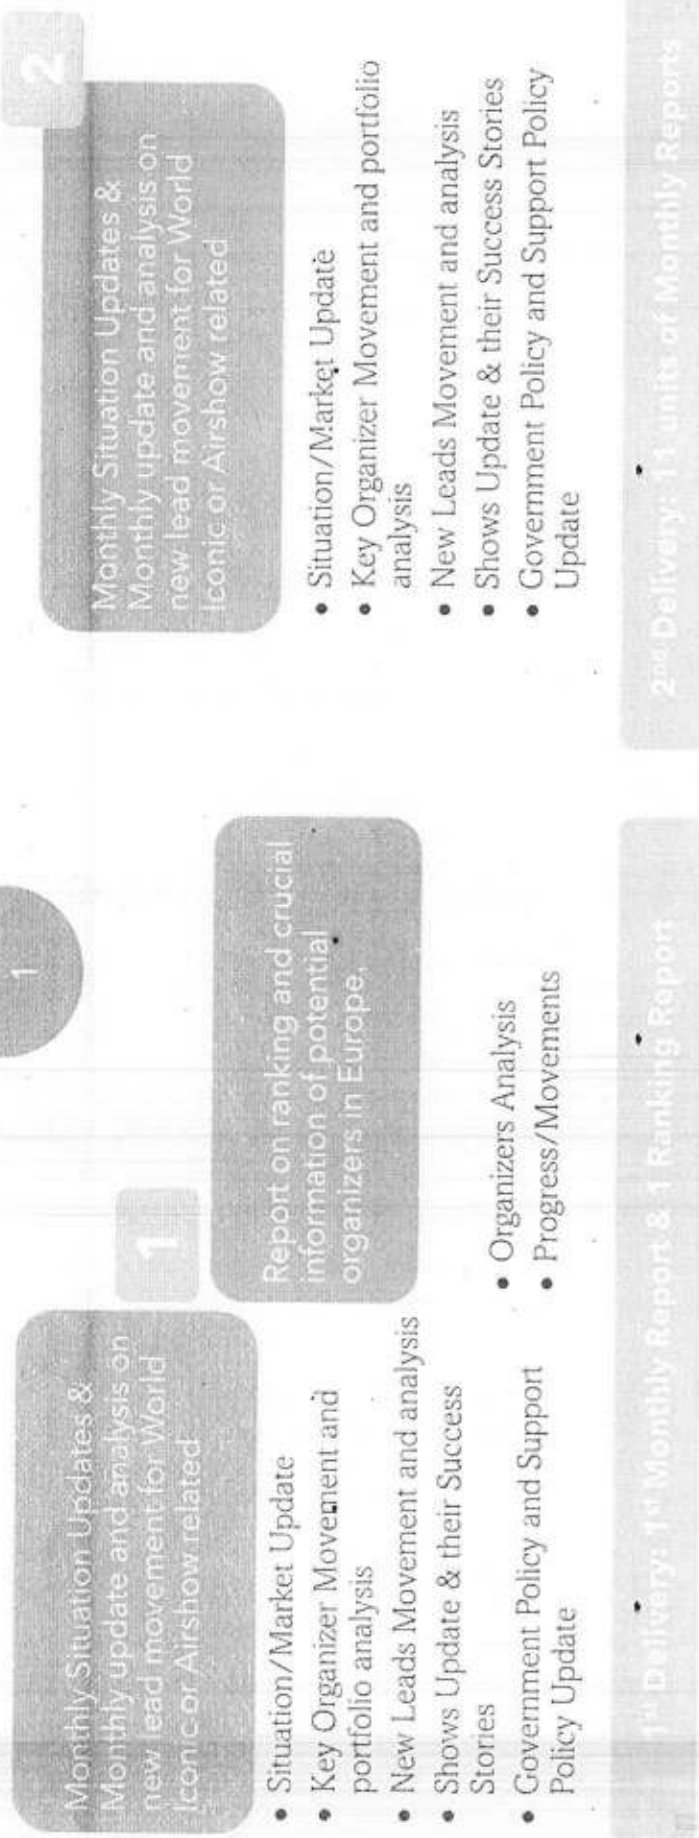 1
Monthly Situation Updates &
Monthly update and analysis on
new lead movement for World
Iconic or Airshow related
• Situation/Market Update
• Key Organizer Movement and
portfolio analysis
• New Leads Movement and analysis
• Shows Update & their Success
Stories
• Government Policy and Support
Policy Update
1
Report on ranking and crucial
information of potential
organizers in Europe,
• Organizers Analysis
• Progress/Movements
1st Delivery: 1st Monthly Report & 1 Ranking Report
2
Monthly Situation Updates &
Monthly update and analysis on
new lead movement for World
Iconic or Airshow related
• Situation/Market Update
• Key Organizer Movement and portfolio
analysis
• New Leads Movement and analysis
• Shows Update & their Success Stories
• Government Policy and Support Policy
Update
2nd Delivery: 11 units of Monthly Reports